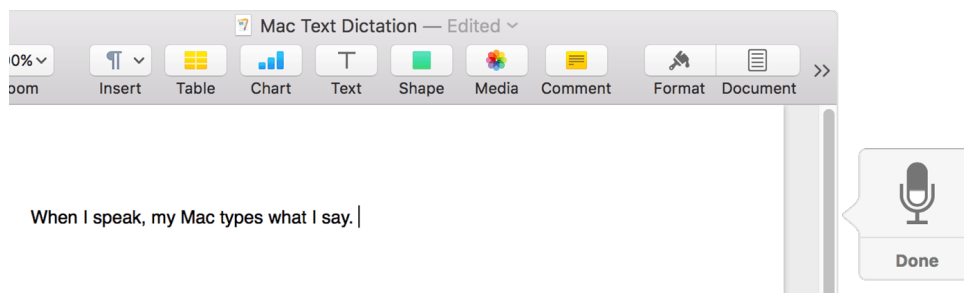 Mac Text Dictation — Edited
0%
oom Insert Table Chart Text Shape Media Comment Format Document
When I speak, my Mac types what I say.
Done